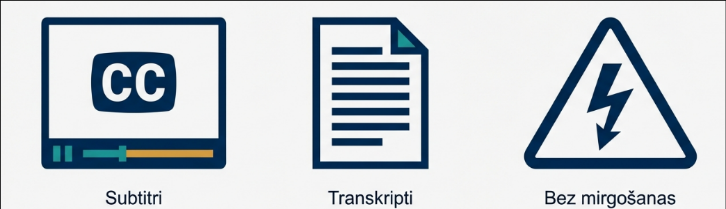 CC
Subtitri
Transkripti
Bez mirgošanas